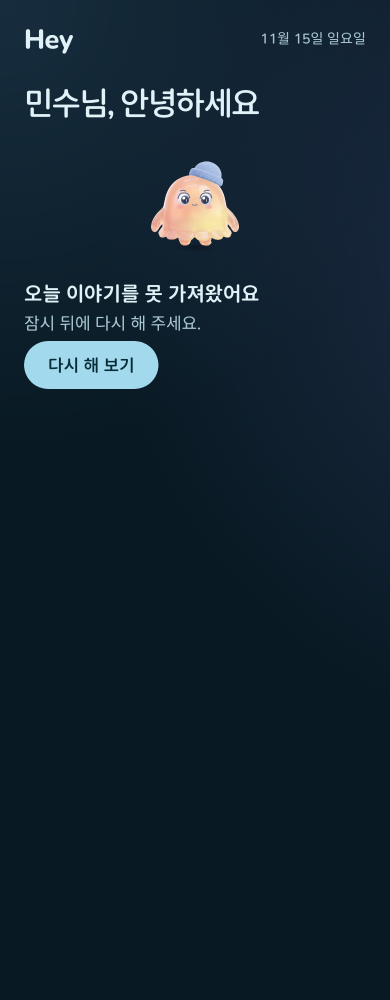 Hey
11월 15일 일요일
민수님, 안녕하세요
오늘 이야기를 못 가져왔어요
잠시 뒤에 다시 해 주세요.
다시 해 보기